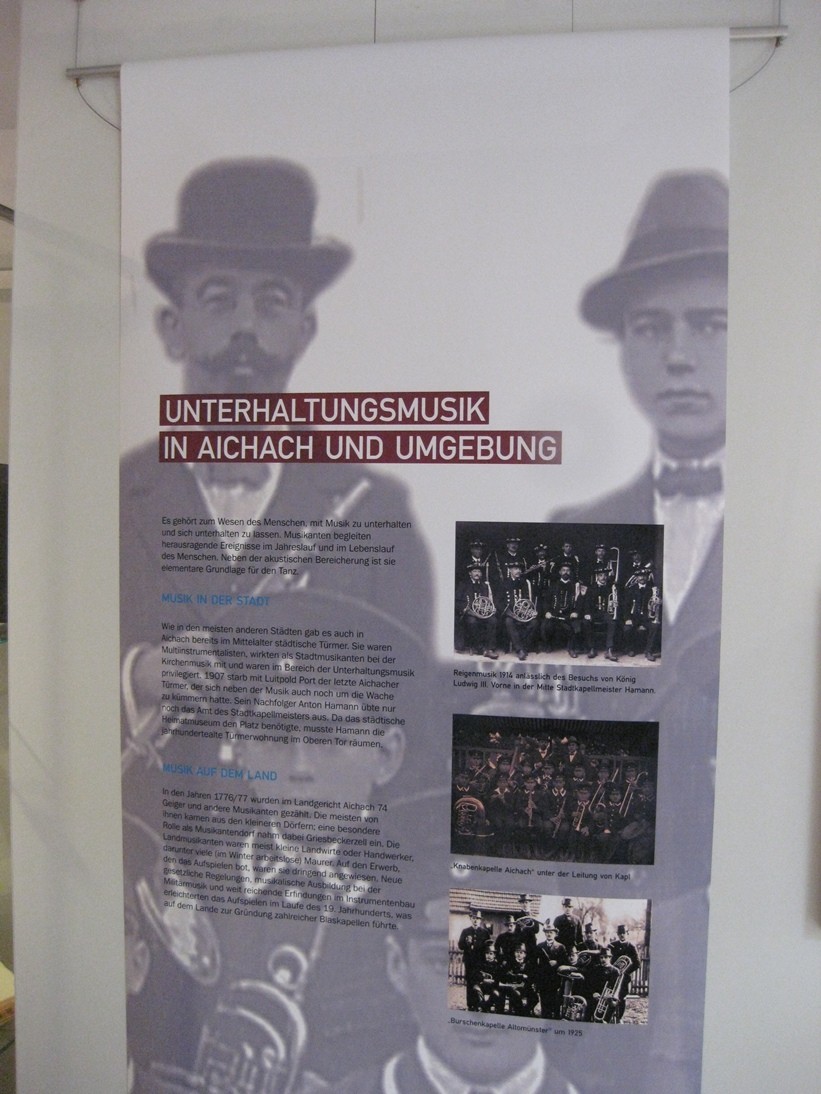 UNTERHALTUNGSMUSIK
IN AICHACH UND UMGEBUNG
Es gehört zum Wesen des Menschen, mit Musik zu unterhalten
und sich unterhalten zu lassen. Musikanten begleiten
herausragende Ereignisse im Jahreslauf und im Lebenslauf
des Menschen. Neben der akustischen Bereicherung ist sie
elementare Grundlage für den Tanz.
MUSIK IN DER STADT
Wie in den meisten anderen Städten gab es auch in
Aichach bereits im Mittelalter städtische Türmer. Sie waren
Multiinstrumentalisten, wirkten als Stadtmusikanten bei der
Kirchenmusik mit und waren im Bereich der Unterhaltungsmusik
privilegiert. 1907 starb mit Luitpold Port der letzte Aichacher
Türmer, der sich neben der Musik auch noch um die Wache
zu kümmern hatte. Sein Nachfolger Anton Hamann übte nur
noch das Amt des Stadtkapellmeisters aus. Da das städtische
Heimatmuseum den Platz benötigte, musste Hamann die
jahrhundertealte Türmerwohnung im Oberen Tor räumen.
MUSIK AUF DEM LAND
In den Jahren 1776/77 wurden im Landgericht Aichach 74
Geiger und andere Musikanten gezählt. Die meisten von
ihnen kamen aus den kleineren Dörfern; eine besondere
Rolle als Musikantendorf nahm dabei Griesbeckerzell ein. Die
Landmusikanten waren meist kleine Landwirte oder Handwerker,
darunter viele (im Winter arbeitslose) Maurer. Auf den Erwerb,
den das Aufspielen bot, waren sie dringend angewiesen. Neue
gesetzliche Regelungen, musikalische Ausbildung bei der
Militärmusik und weit reichende Erfindungen im Instrumentenbau
erleichterten das Aufspielen im Laufe des 19. Jahrhunderts, was
auf dem Lande zur Gründung zahlreicher Blaskapellen führte.
Reigenmusik 1914 anlässlich des Besuchs von König
Ludwig III. Vorne in der Mitte Stadtkapellmeister Hamann.
„Knabenkapelle Aichach" unter der Leitung von Kapl
„Burschenkapelle Altomünster" um 1925